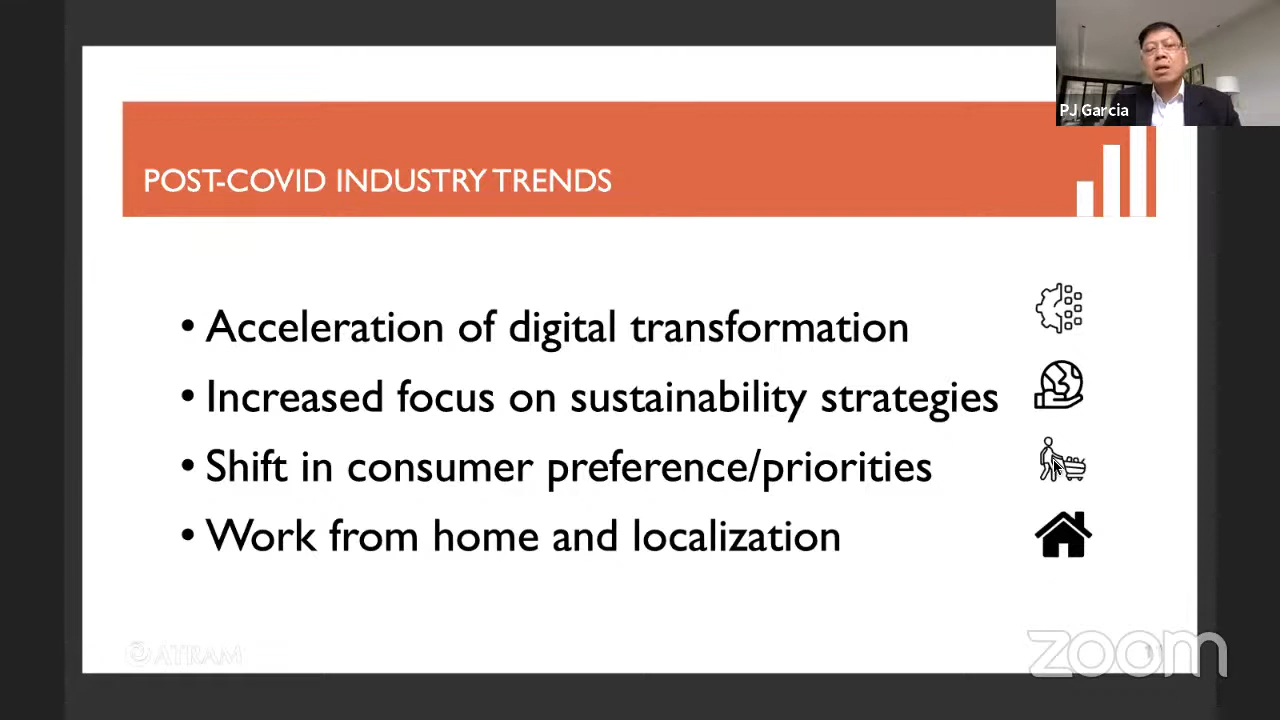 PJ Garcia
POST-COVID INDUSTRY TRENDS
• Acceleration of digital transformation
• Increased focus on sustainability strategies
• Shift in consumer preference/priorities
• Work from home and localization
ATRAM
zoom